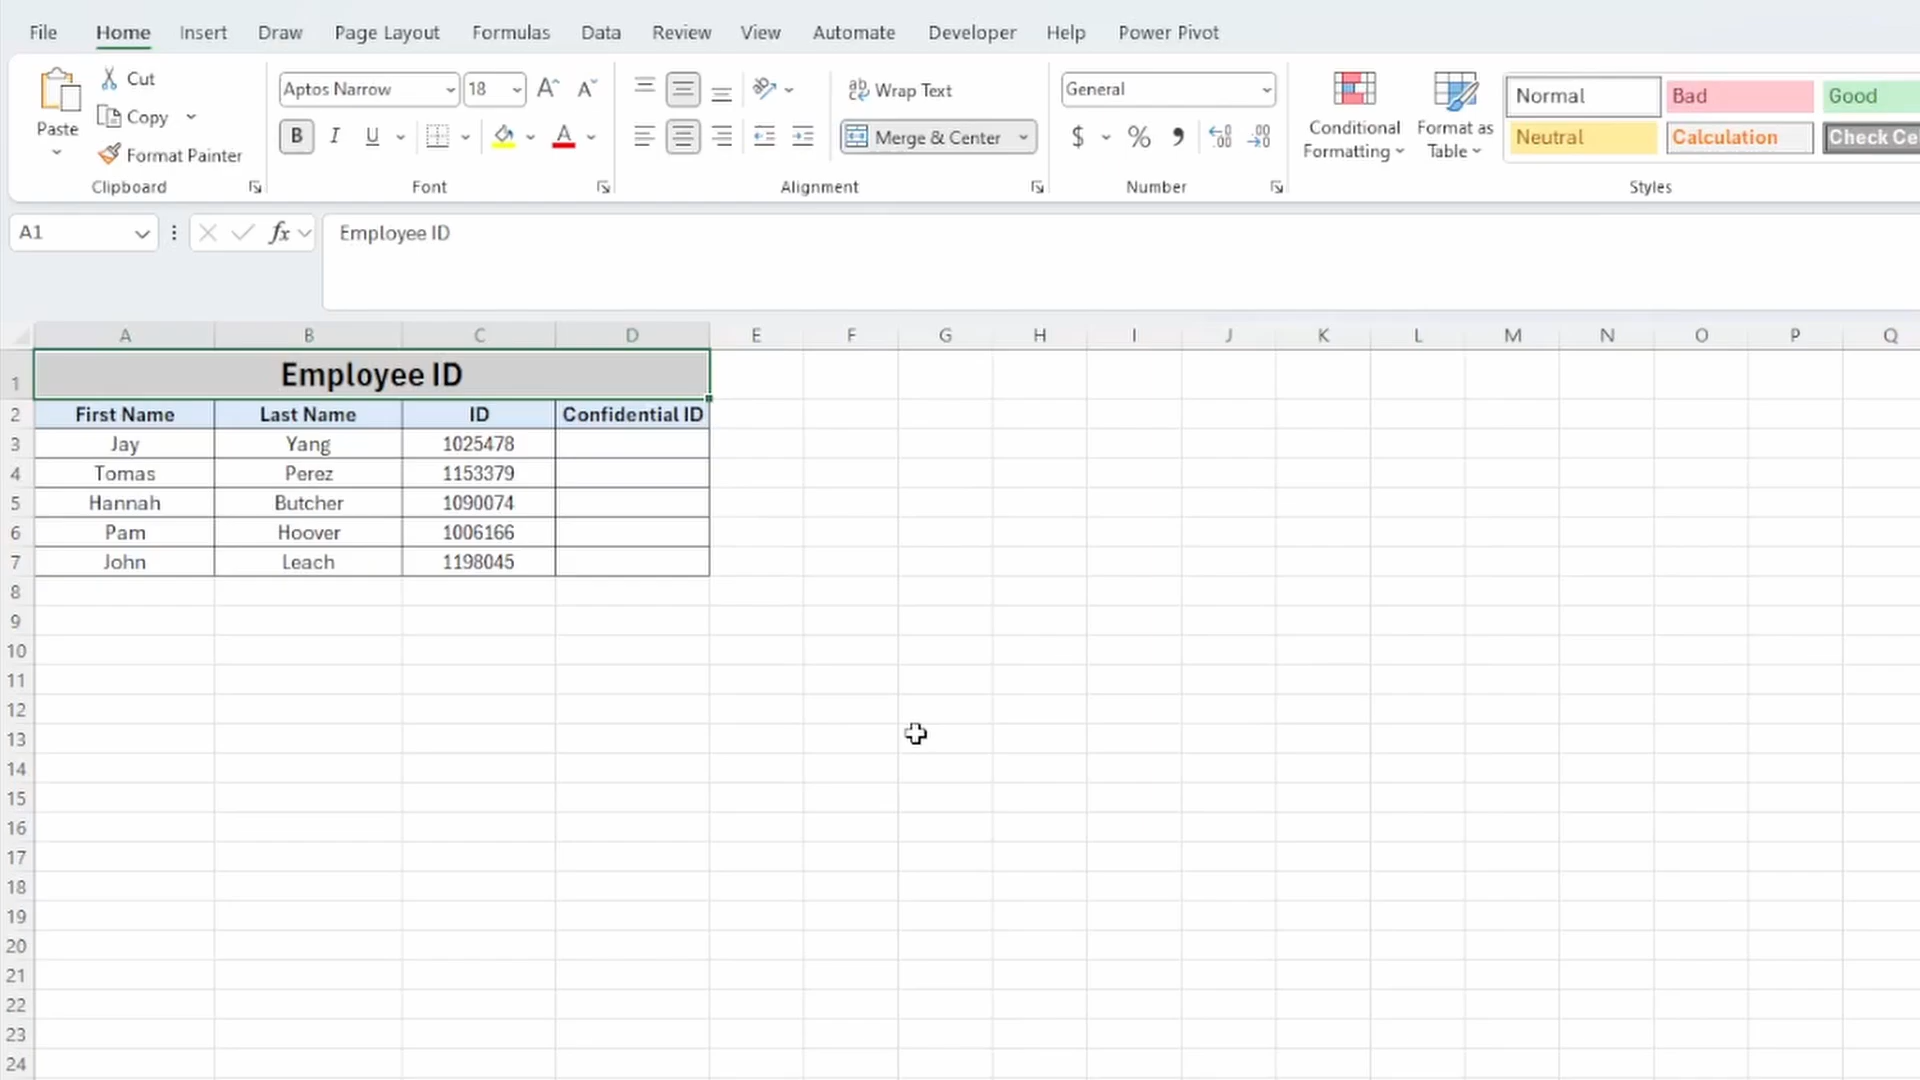 File Home Insert Draw Page Layout Formulas Data Review View Automate Developer Help Power Pivot
Paste
Cut
Copy
Format Painter
Clipboard
Aptos Narrow 18
B I U
Font
Wrap Text
Merge & Center
Alignment
General
$ %
Number
Conditional
Formatting
Format as
Table
Normal Bad Good
Neutral Calculation Check Ce
Styles
A1 fx Employee ID
A B C D E F G H I J K L M N O P Q
1 Employee ID
2 First Name Last Name ID Confidential ID
3 Jay Yang 1025478
4 Tomas Perez 1153379
5 Hannah Butcher 1090074
6 Pam Hoover 1006166
7 John Leach 1198045
8
9
10
11
12
13
14
15
16
17
18
19
20
21
22
23
24